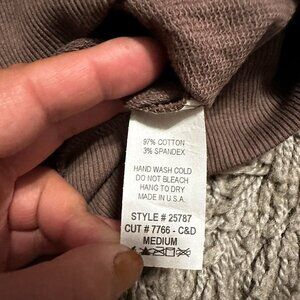 97% COTTON
3% SPANDEX
HAND WASH COLD
DO NOT BLEACH
HANG TO DRY
MADE IN U.S.A.
STYLE # 25787
CUT # 7766 - C&D
MEDIUM